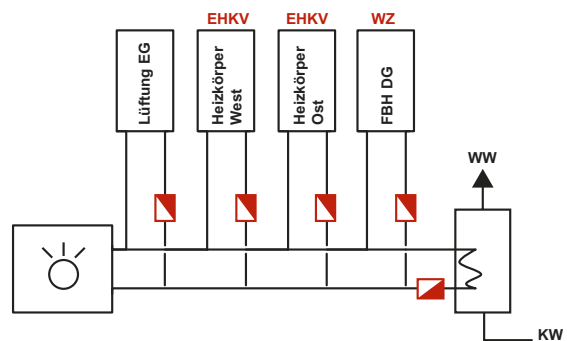 EHKV
EHKV
WZ
Lüftung EG
Heizkörper
West
Heizkörper
Ost
FBH DG
WW
KW